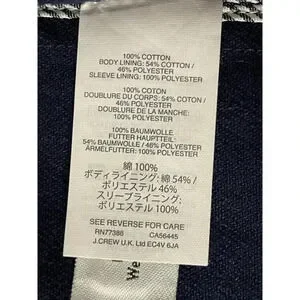 100% COTTON
BODY LINING: 54% COTTON /
46% POLYESTER
SLEEVE LINING: 100% POLYESTER
100% COTON
DOUBLURE DU CORPS: 54% COTON /
46% POLYESTER
DOUBLURE DE LA MANCHE:
100% POLYESTER
100% BAUMWOLLE
FUTTER HAUPTTEIL:
54% BAUMWOLLE / 46% POLYESTER
ÄRMELFUTTER: 100% POLYESTER
綿 100%
ボディライニング: 綿 54% /
ポリエステル 46%
スリーブライニング:
ポリエステル 100%
SEE REVERSE FOR CARE
RN77386 CA56445
J.CREW U.K. Ltd EC4V 6JA